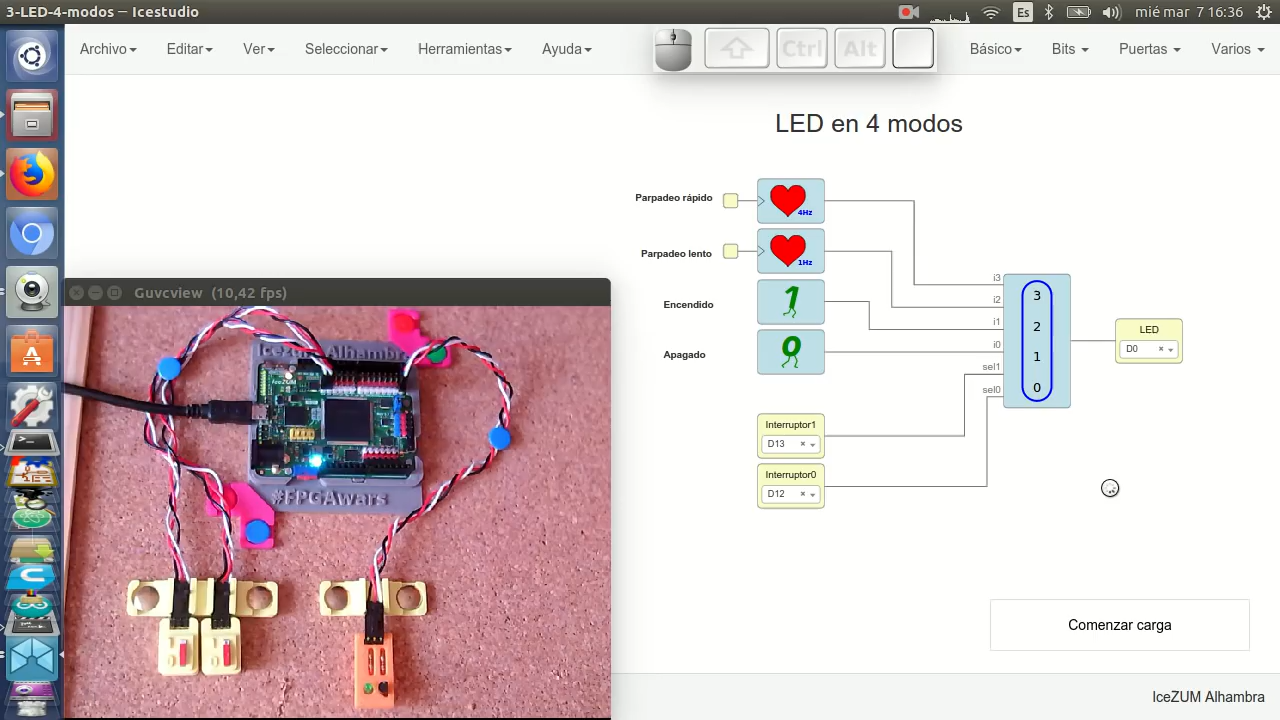 3-LED-4-modos — Icestudio
Es
mié mar 7 16:36
Archivo Editar Ver Seleccionar Herramientas Ayuda
Ctrl Alt
Básico Bits Puertas Varios
LED en 4 modos
Parpadeo rápido
4Hz
Parpadeo lento
1Hz
Encendido
1
Apagado
0
i3
i2
i1
i0
sel1
sel0
3
2
1
0
LED
D0
Interruptor1
D13
Interruptor0
D12
Guvcview (10,42 fps)
IceZUM Alhambra
IceZUM
#FPGAwars
Comenzar carga
IceZUM Alhambra